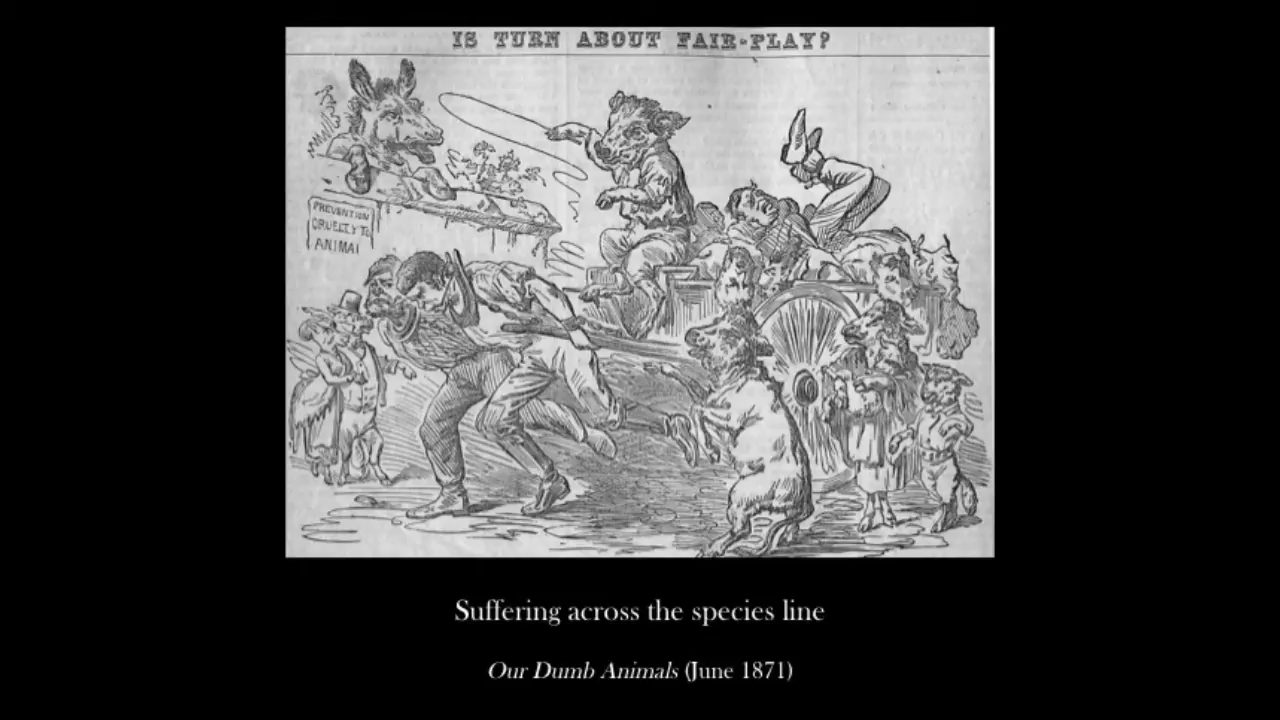 IS TURN ABOUT FAIR-PLAY?
PREVENTION
CRUELTY TO
ANIMAL
Suffering across the species line
Our Dumb Animals (June 1871)